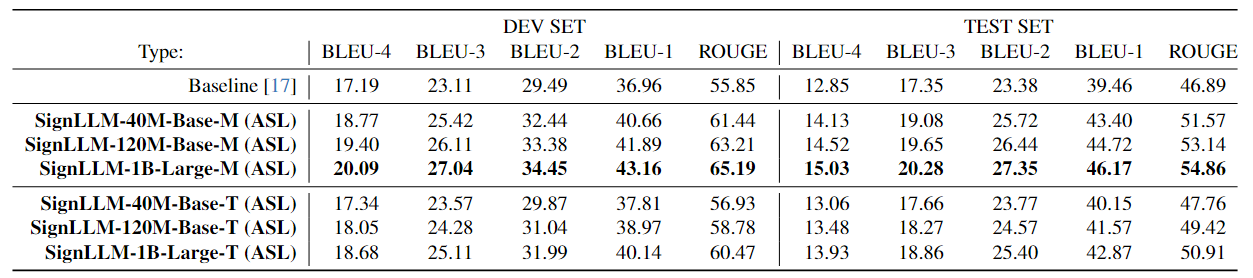 DEV SET TEST SET
Type: BLEU-4 BLEU-3 BLEU-2 BLEU-1 ROUGE BLEU-4 BLEU-3 BLEU-2 BLEU-1 ROUGE
Baseline [17] 17.19 23.11 29.49 36.96 55.85 12.85 17.35 23.38 39.46 46.89
SignLLM-40M-Base-M (ASL) 18.77 25.42 32.44 40.66 61.44 14.13 19.08 25.72 43.40 51.57
SignLLM-120M-Base-M (ASL) 19.40 26.11 33.38 41.89 63.21 14.52 19.65 26.44 44.72 53.14
SignLLM-1B-Large-M (ASL) 20.09 27.04 34.45 43.16 65.19 15.03 20.28 27.35 46.17 54.86
SignLLM-40M-Base-T (ASL) 17.34 23.57 29.87 37.81 56.93 13.06 17.66 23.77 40.15 47.76
SignLLM-120M-Base-T (ASL) 18.05 24.28 31.04 38.97 58.78 13.48 18.27 24.57 41.57 49.42
SignLLM-1B-Large-T (ASL) 18.68 25.11 31.99 40.14 60.47 13.93 18.86 25.40 42.87 50.91